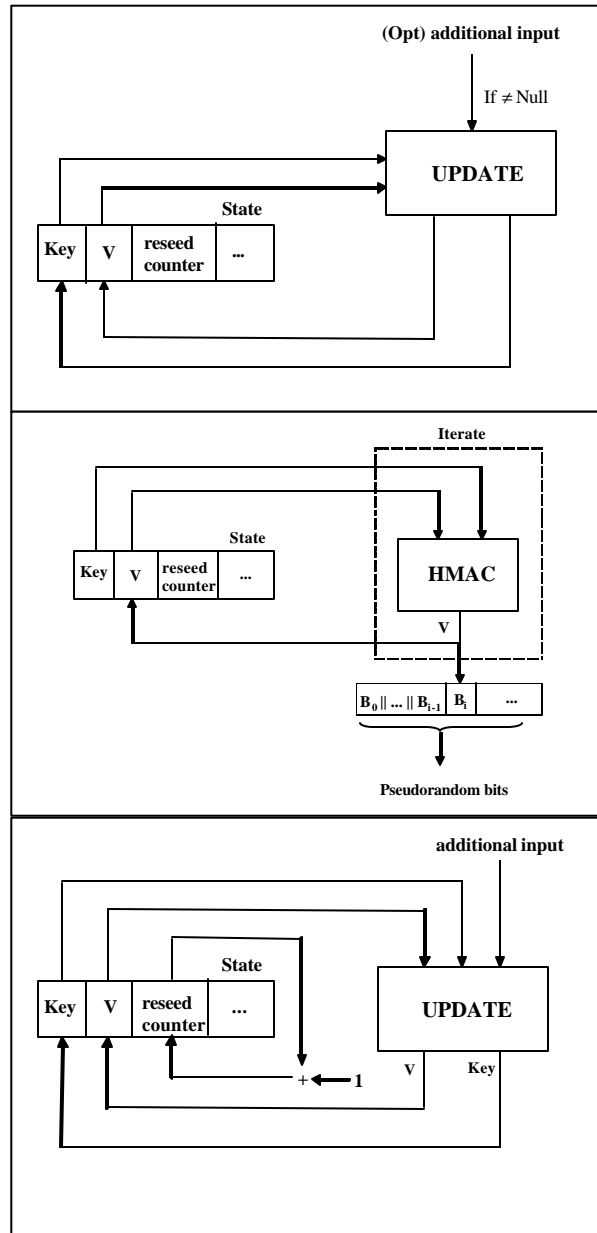 (Opt) additional input
If ≠ Null
UPDATE
State
Key
V
reseed
counter
...
Iterate
State
Key
V
reseed
counter
...
HMAC
V
B₀ || ... || Bᵢ₋₁
Bᵢ
...
Pseudorandom bits
additional input
State
Key
V
reseed
counter
...
UPDATE
V
Key
+
1